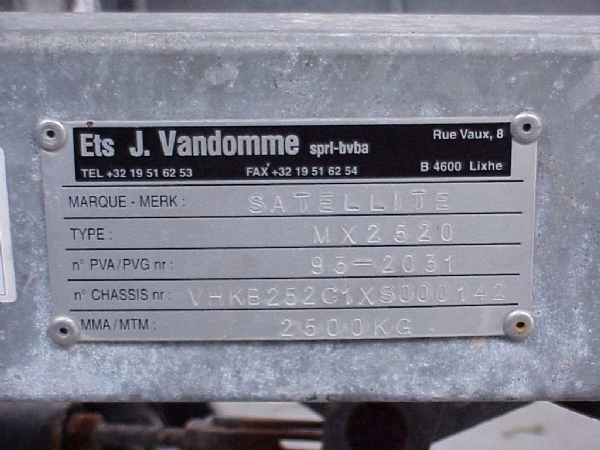 Ets J. Vandomme sprl-bvba Rue Vaux, 8
TEL +32 19 51 62 53 FAX +32 19 51 62 54 B 4600 Lixhe
MARQUE - MERK : SATELLITE
TYPE : MX2520
n° PVA/PVG nr : 93-2031
n° CHASSIS nr : VHKB252C1XS000142
MMA/MTM : 2500KG